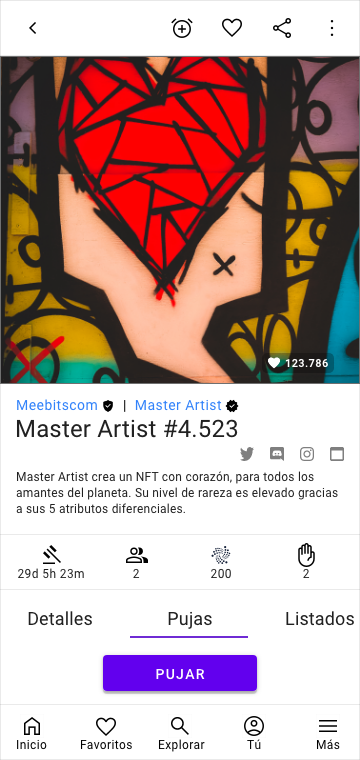 123.786
Meebitscom | Master Artist
Master Artist #4.523
Master Artist crea un NFT con corazón, para todos los
amantes del planeta. Su nivel de rareza es elevado gracias
a sus 5 atributos diferenciales.
29d 5h 23m 2 200 2
Detalles Pujas Listados
PUJAR
Inicio Favoritos Explorar Tú Más